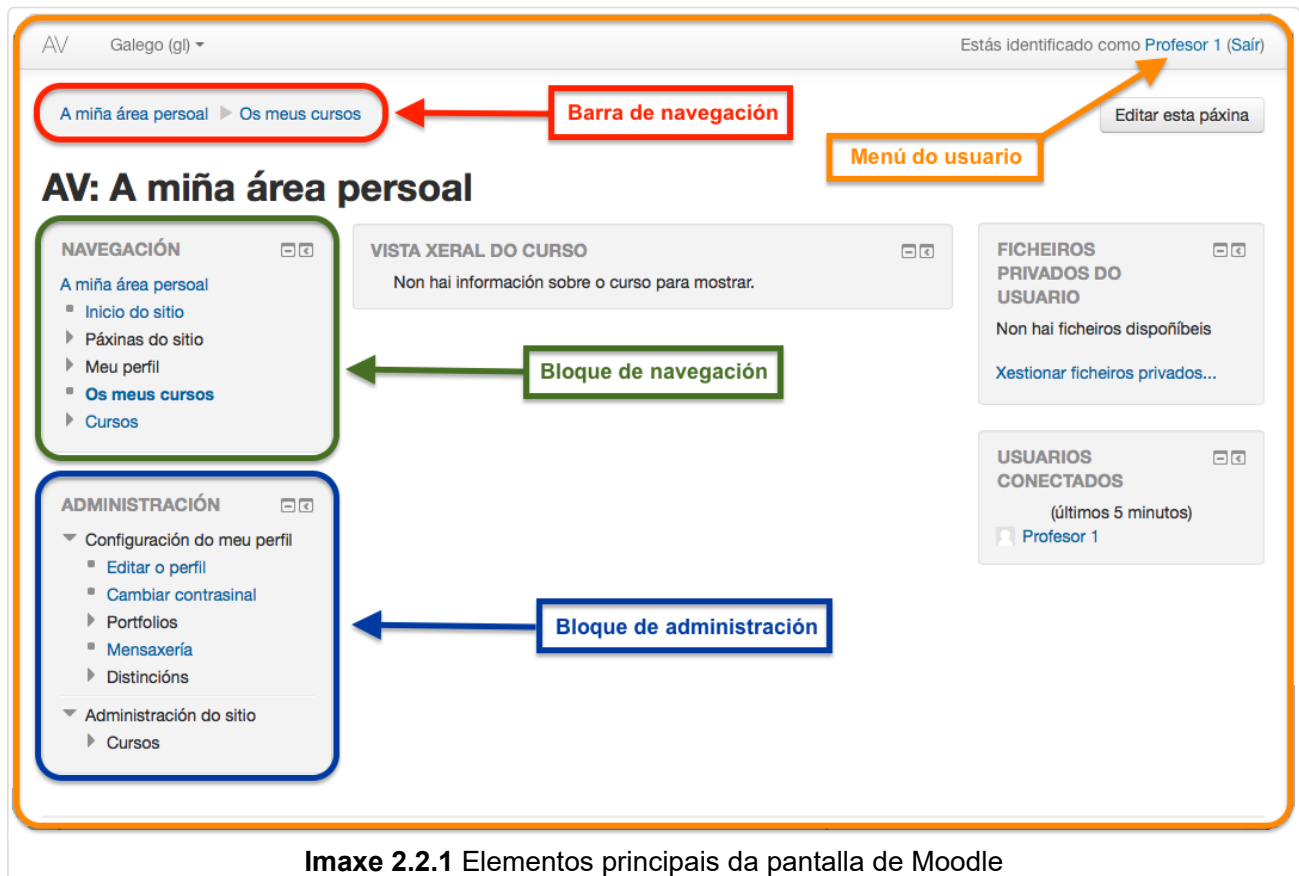 AV Galego (gl) Estás identificado como Profesor 1 (Saír)
A miña área persoal Os meus cursos
Barra de navegación
Editar esta páxina
Menú do usuario
AV: A miña área persoal
NAVEGACIÓN
A miña área persoal
Inicio do sitio
Páxinas do sitio
Meu perfil
Os meus cursos
Cursos
VISTA XERAL DO CURSO
Non hai información sobre o curso para mostrar.
Bloque de navegación
FICHEIROS
PRIVADOS DO
USUARIO
Non hai ficheiros dispoñíbeis
Xestionar ficheiros privados...
ADMINISTRACIÓN
Configuración do meu perfil
Editar o perfil
Cambiar contrasinal
Portfolios
Mensaxería
Distincións
Administración do sitio
Cursos
Bloque de administración
USUARIOS
CONECTADOS
(últimos 5 minutos)
Profesor 1
Imaxe 2.2.1 Elementos principais da pantalla de Moodle